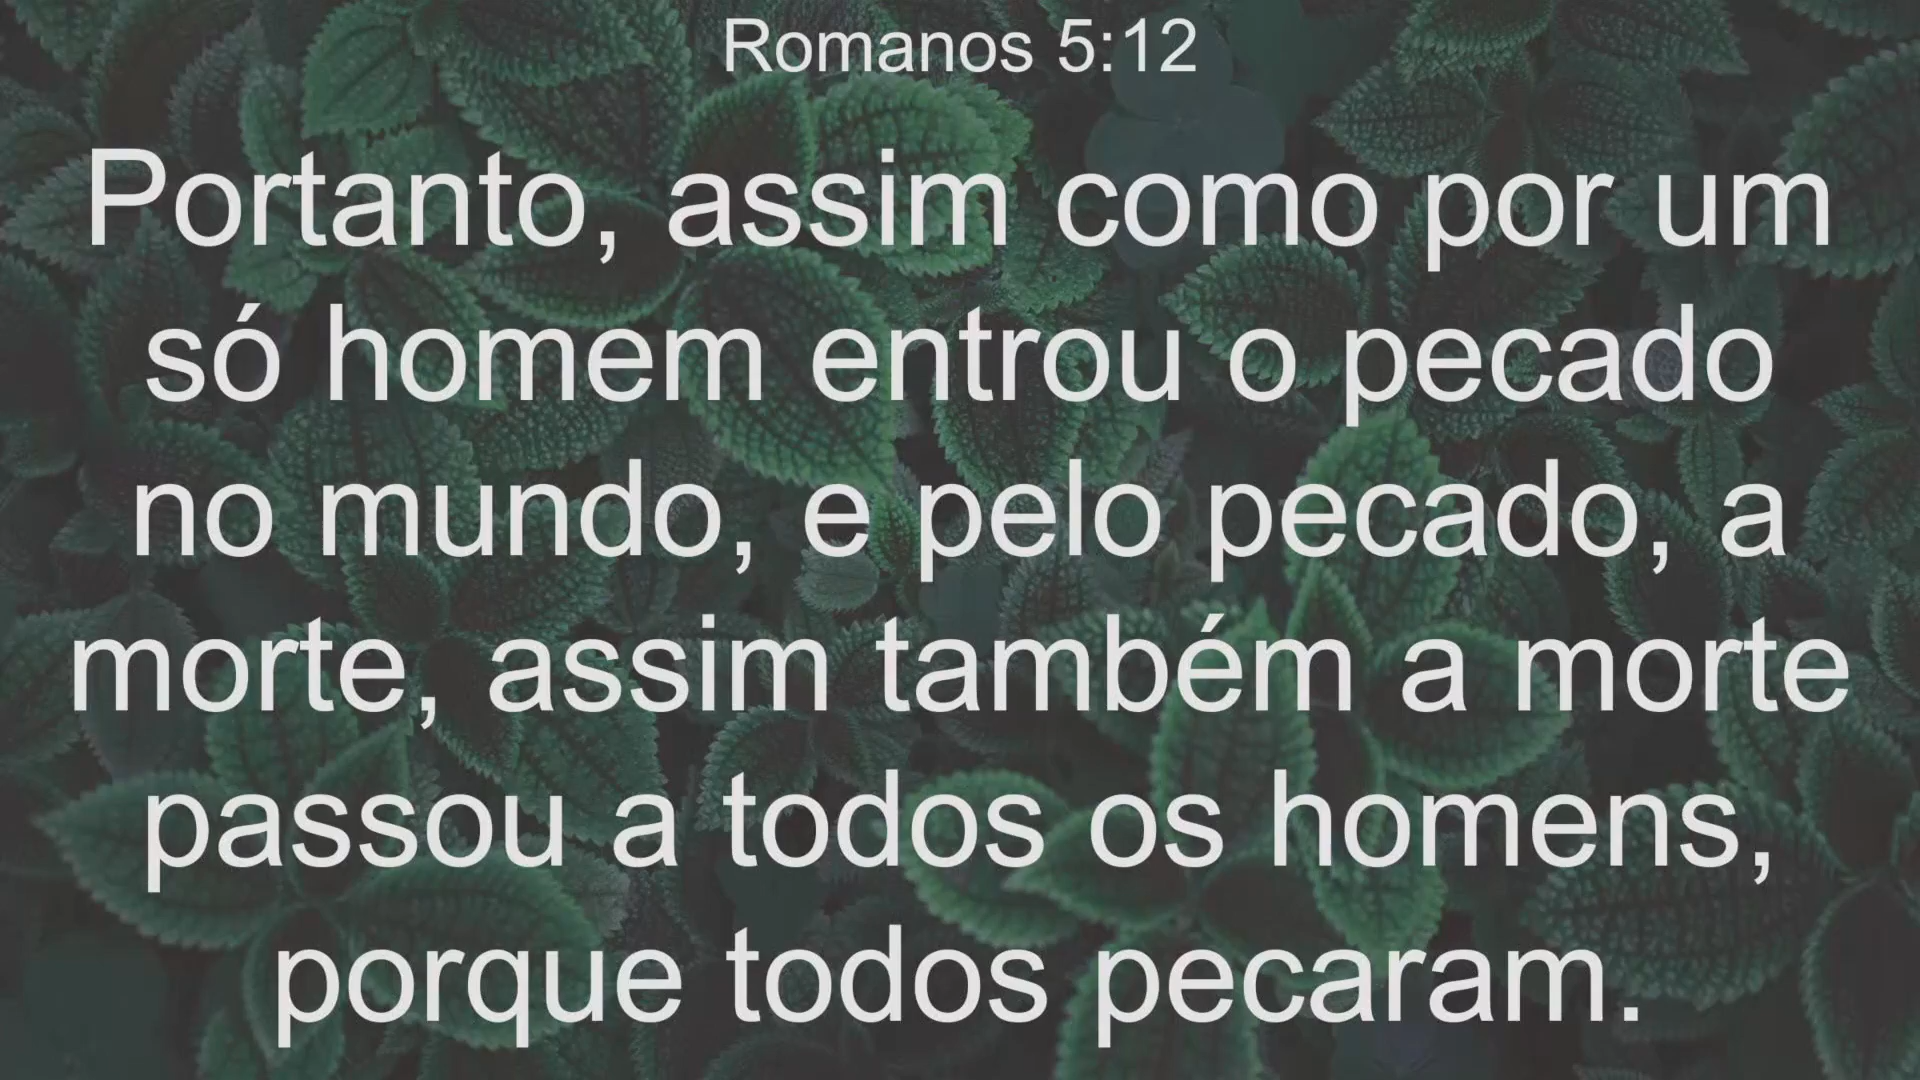 Romanos 5:12
Portanto, assim como por um
só homem entrou o pecado
no mundo, e pelo pecado, a
morte, assim também a morte
passou a todos os homens,
porque todos pecaram.